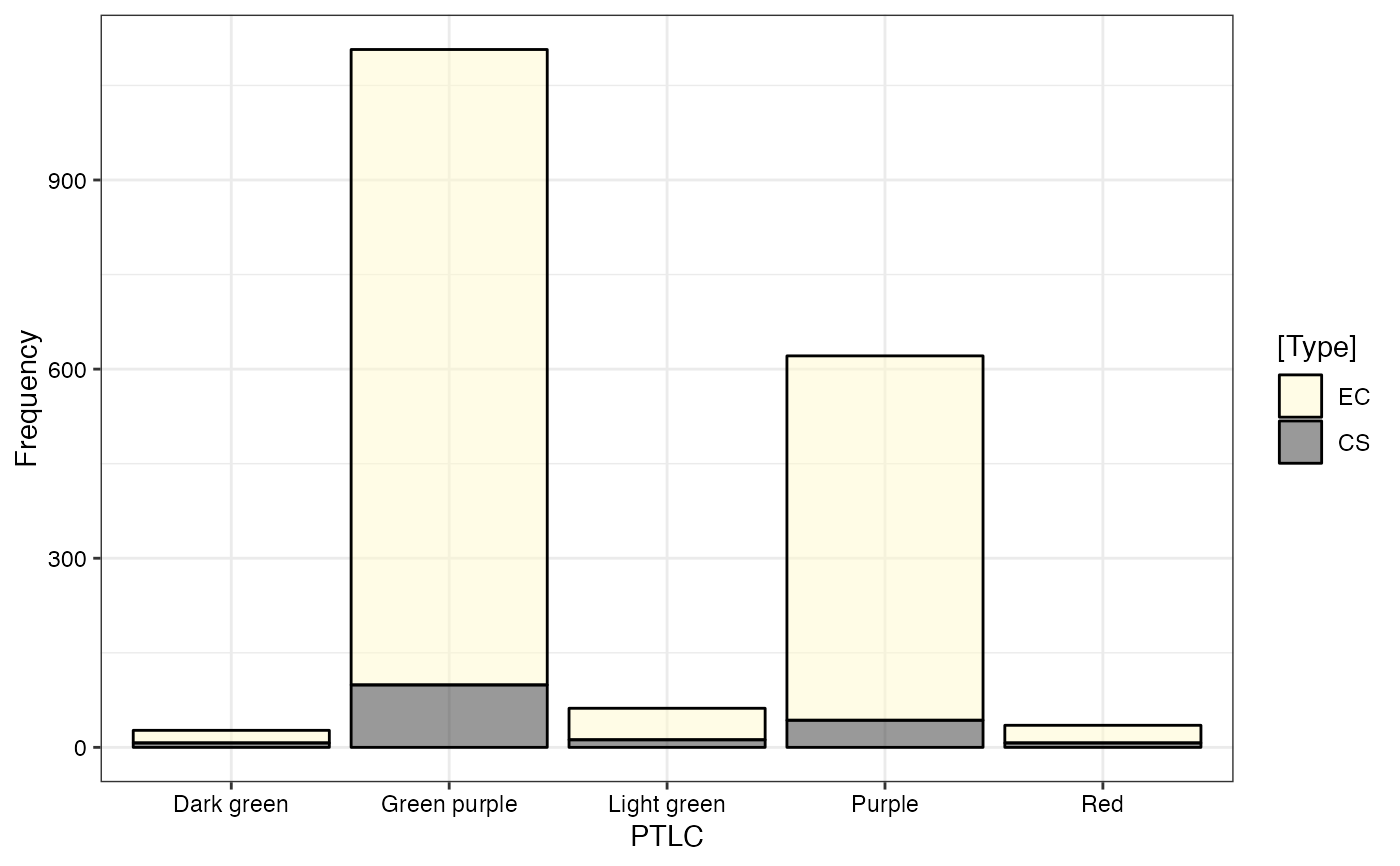 Frequency
900
600
300
0
Dark green
Green purple
Light green
Purple
Red
PTLC
[Type]
EC
CS